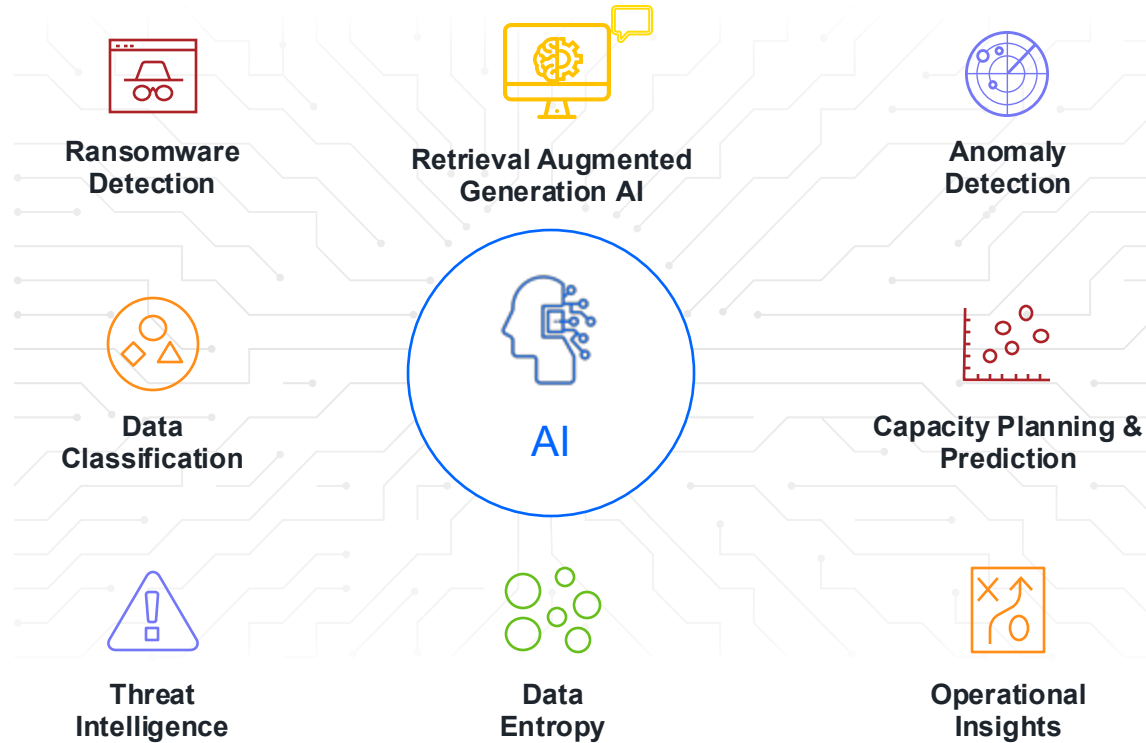 Ransomware
Detection
Retrieval Augmented
Generation AI
Anomaly
Detection
Data
Classification
AI
Capacity Planning &
Prediction
Threat
Intelligence
Data
Entropy
Operational
Insights